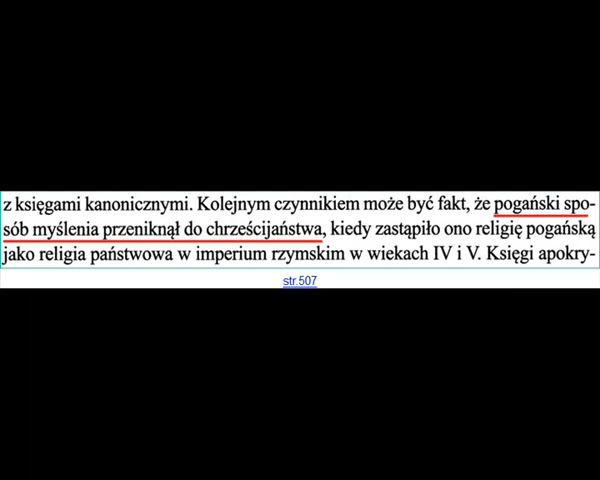 z księgami kanonicznymi. Kolejnym czynnikiem może być fakt, że pogański spo-
sób myślenia przeniknął do chrześcijaństwa, kiedy zastąpiło ono religię pogańską
jako religia państwowa w imperium rzymskim w wiekach IV i V. Księgi apokry-
str.507